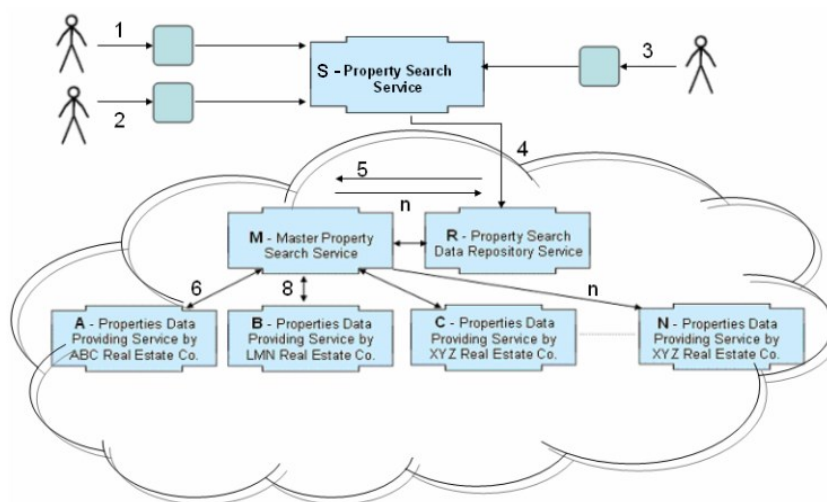 1
S - Property Search
Service
3
2
4
5
n
M - Master Property
Search Service
R - Property Search
Data Repository Service
6
8
n
A - Properties Data
Providing Service by
ABC Real Estate Co.
B - Properties Data
Providing Service by
LMN Real Estate Co.
C - Properties Data
Providing Service by
XYZ Real Estate Co.
N - Properties Data
Providing Service by
XYZ Real Estate Co.